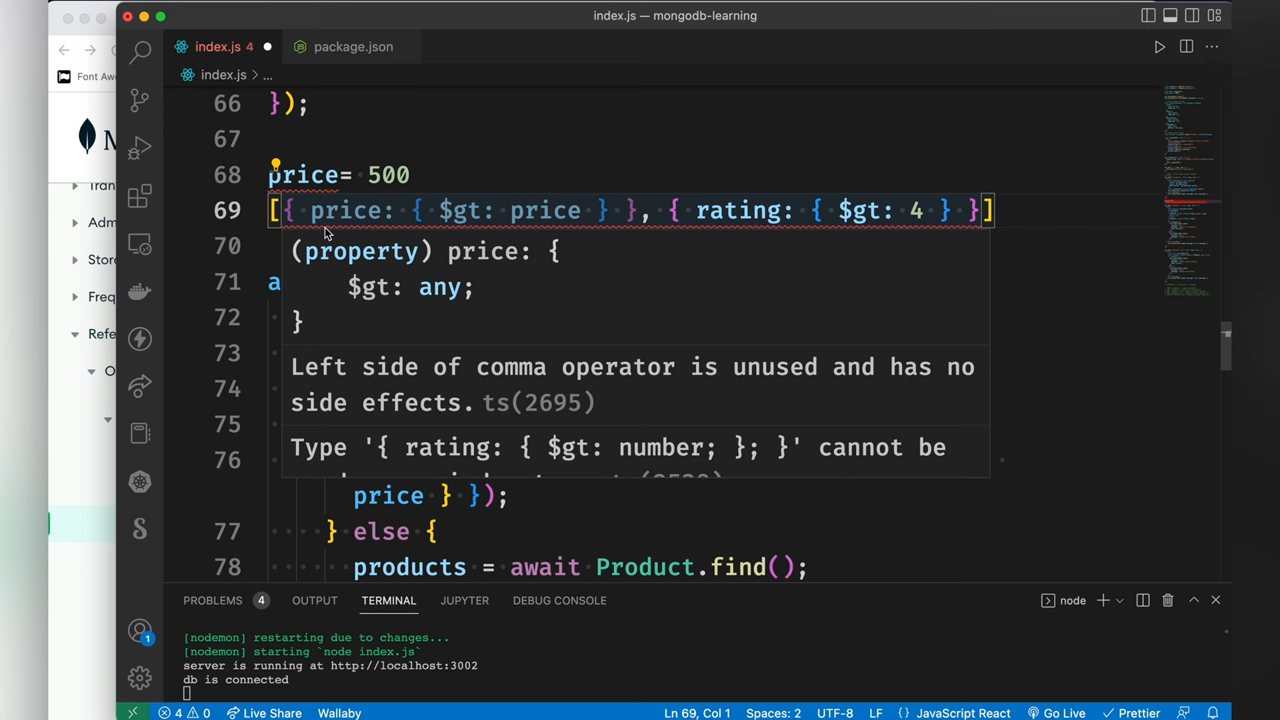 index.js — mongodb-learning
index.js 4
package.json
index.js > ...
Font Awe
M
Tran
Adm
Stora
Freq
Refe
O
66 });
67
68 price= 500
69 [{ price: { $gt: price } }, { rating: { $gt: 4 } }]
70
(property) price: {
71 a
$gt: any;
72
}
73
Left side of comma operator is unused and has no
74
side effects. ts(2695)
75
76
Type '{ rating: { $gt: number; }; }' cannot be
price } });
77 } else {
78 products = await Product.find();
PROBLEMS 4 OUTPUT TERMINAL JUPYTER DEBUG CONSOLE
node
[nodemon] restarting due to changes...
[nodemon] starting `node index.js`
server is running at http://localhost:3002
db is connected
1
4 0 Live Share Wallaby Ln 69, Col 1 Spaces: 2 UTF-8 LF {} JavaScript React Go Live Prettier